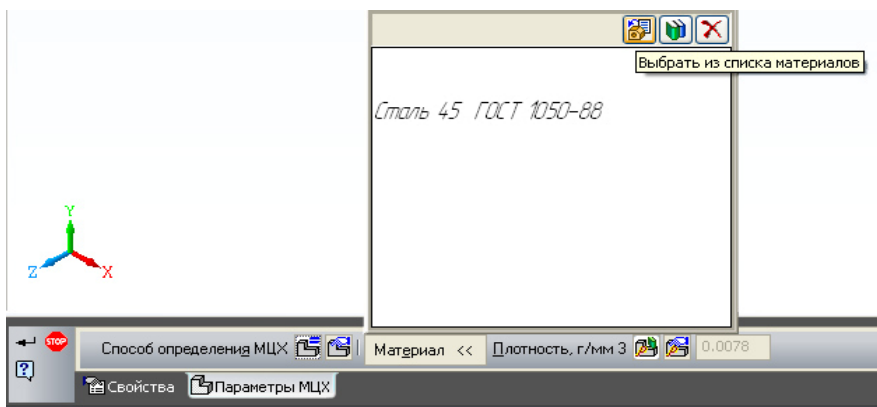 Выбрать из списка материалов
Сталь 45 ГОСТ 1050-88
Y
Z
X
STOP
Способ определения МЦХ
Материал <<
Плотность, г/мм 3
0.0078
Свойства
Параметры МЦХ